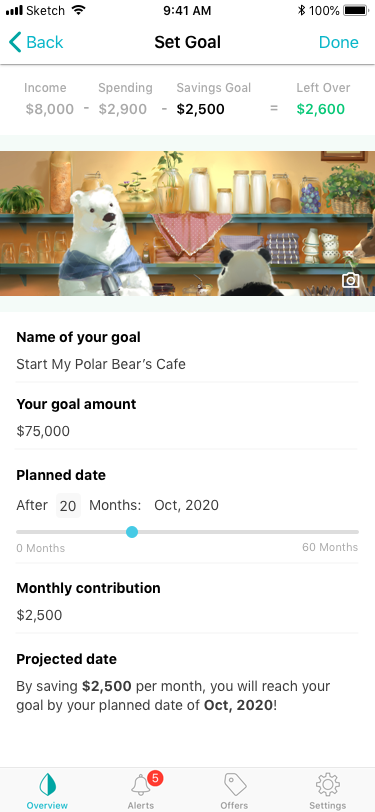 Sketch 9:41 AM 100%
Back Set Goal Done
Income Spending Savings Goal Left Over
$8,000 - $2,900 - $2,500 = $2,600
Name of your goal
Start My Polar Bear’s Cafe
Your goal amount
$75,000
Planned date
After 20 Months: Oct, 2020
0 Months 60 Months
Monthly contribution
$2,500
Projected date
By saving $2,500 per month, you will reach your
goal by your planned date of Oct, 2020!
5
Overview Alerts Offers Settings